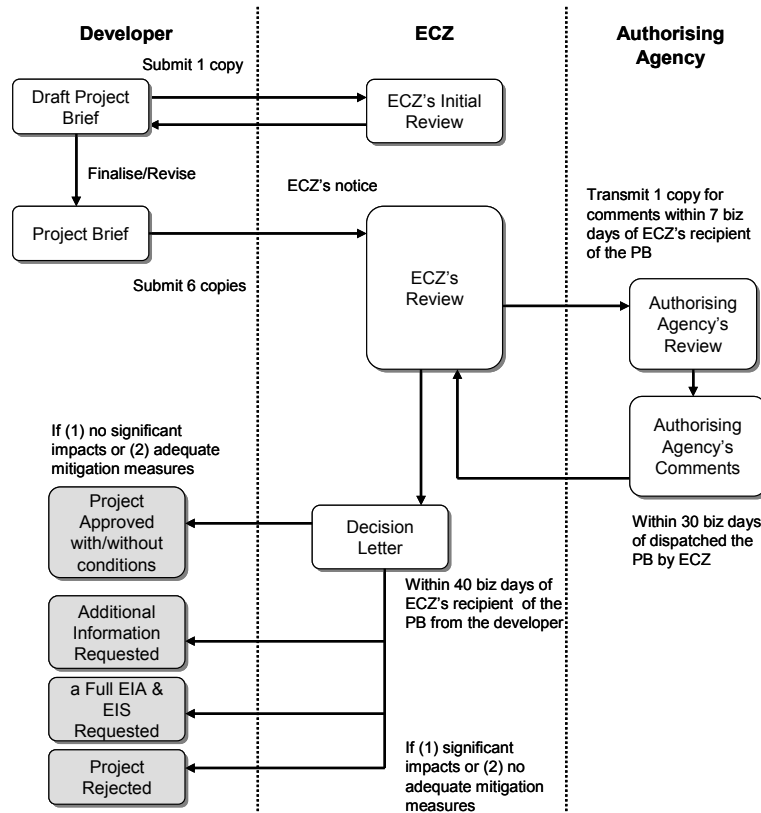 Developer
ECZ
Authorising
Agency
Submit 1 copy
Draft Project
Brief
ECZ's Initial
Review
Finalise/Revise
ECZ's notice
Transmit 1 copy for
comments within 7 biz
days of ECZ's recipient
of the PB
Project Brief
Submit 6 copies
ECZ's
Review
Authorising
Agency's
Review
Authorising
Agency's
Comments
Within 30 biz days
of dispatched the
PB by ECZ
If (1) no significant
impacts or (2) adequate
mitigation measures
Project
Approved
with/without
conditions
Decision
Letter
Within 40 biz days of
ECZ's recipient of the
PB from the developer
Additional
Information
Requested
a Full EIA &
EIS
Requested
Project
Rejected
If (1) significant
impacts or (2) no
adequate mitigation
measures